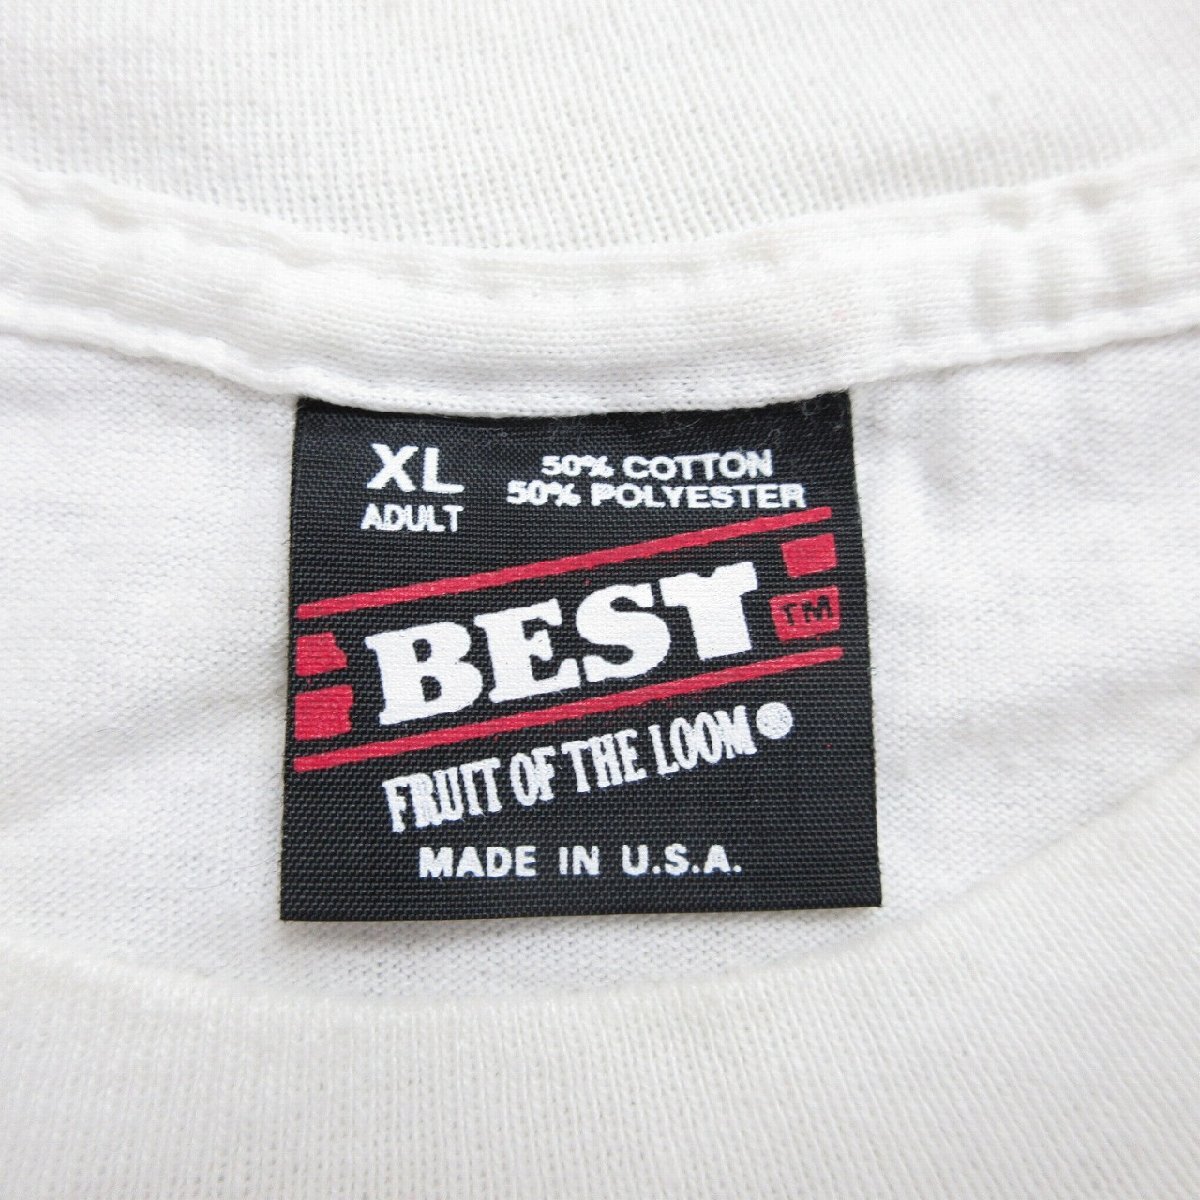 XL
ADULT
50% COTTON
50% POLYESTER
BEST
TM
FRUIT OF THE LOOM
MADE IN U.S.A.